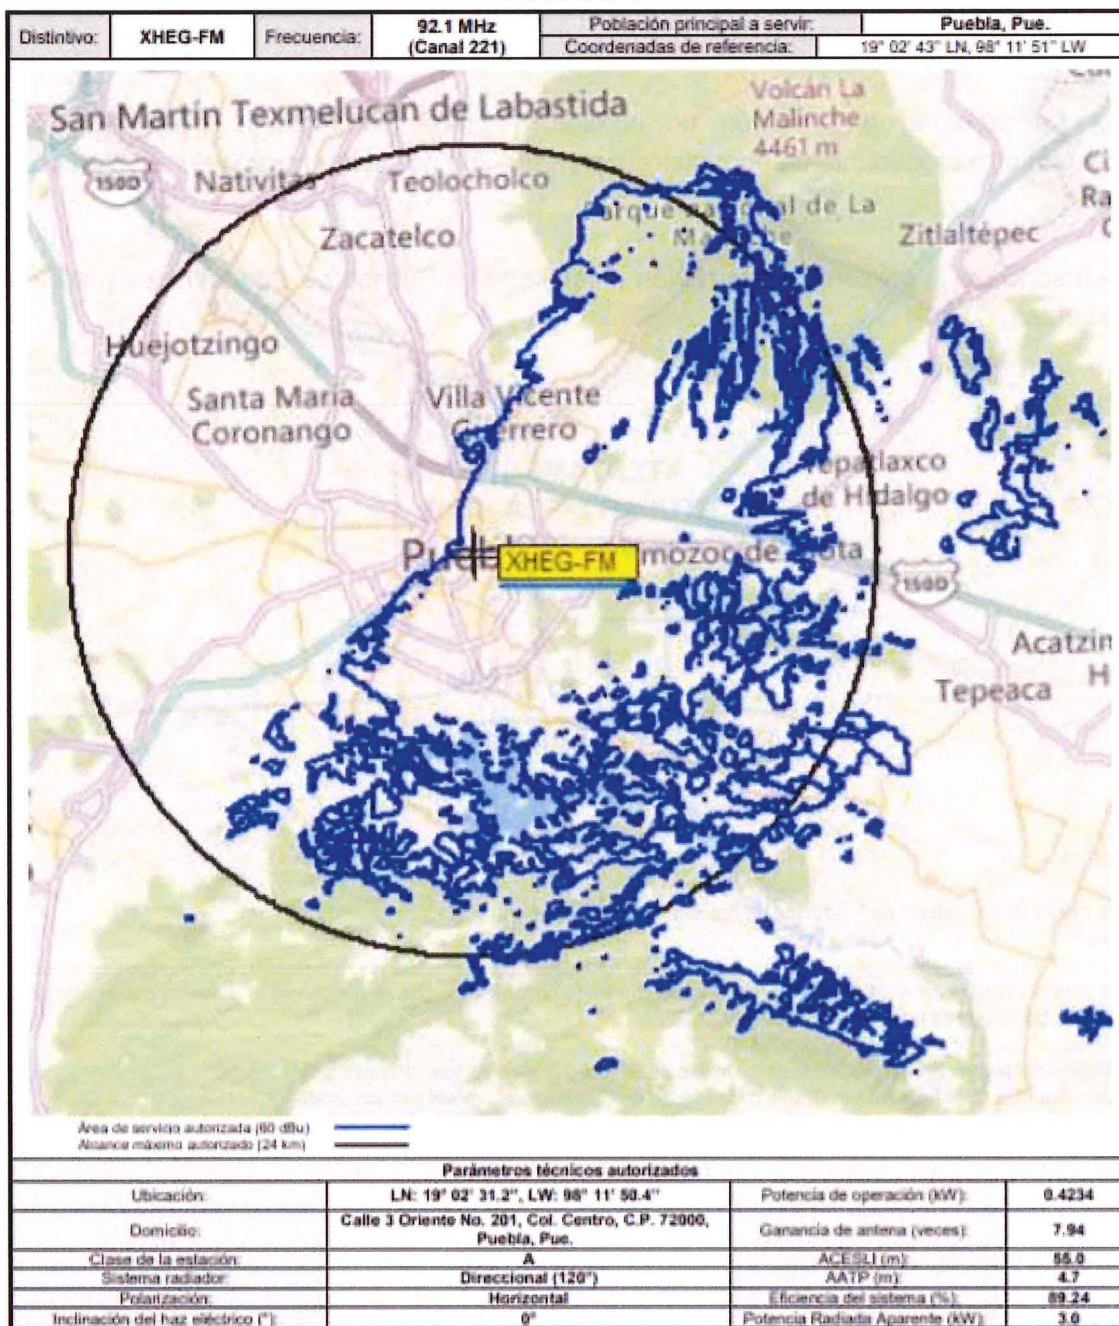 Distintivo: XHEG-FM Frecuencia: 92.1 MHz (Canal 221) Población principal a servir: Puebla, Pue.
Coordenadas de referencia: 19° 02' 43" LN, 98° 11' 51" LW
San Martín Texmelucan de Labastida
Volcán La
Malinche
4461 m
150D
Nativitas
Teolocholco
Parque nacional de La
Malinche
Zacatelco
Zitlaltépec
Huejotzingo
Santa María
Coronango
Villa Vicente
Guerrero
Tepatlaxco
de Hidalgo
XHEG-FM
150D
Tepeaca
Área de servicio autorizada (60 dBu)
Alcance máximo autorizado (24 km)
Parámetros técnicos autorizados
Ubicación: LN: 19° 02' 31.2", LW: 98° 11' 50.4" Potencia de operación (kW): 0.4234
Domicilio: Calle 3 Oriente No. 201, Col. Centro, C.P. 72000, Puebla, Pue. Ganancia de antena (veces): 7.94
Clase de la estación: A ACESLI (m): 55.0
Sistema radiador: Direccional (120°) AATP (m): 4.7
Polarización: Horizontal Eficiencia del sistema (%): 89.24
Inclinación del haz eléctrico (°): 0° Potencia Radiada Aparente (kW): 3.0